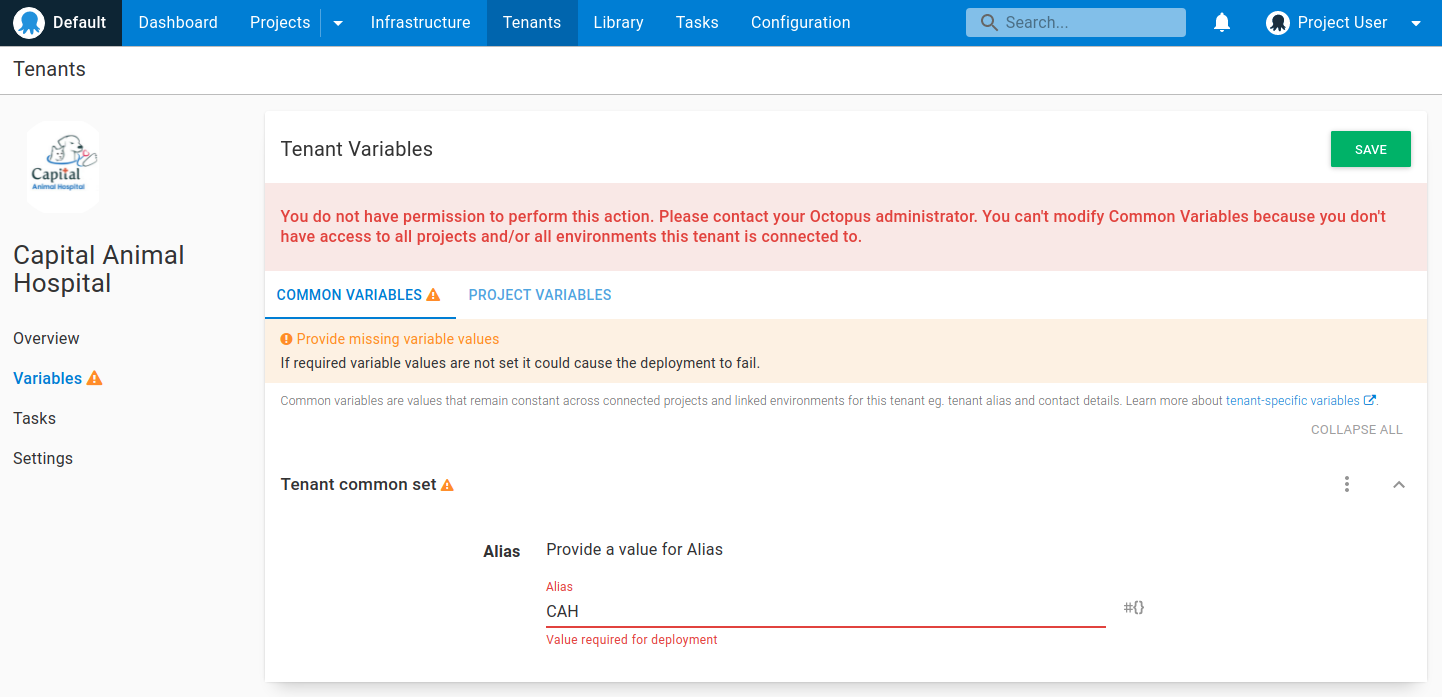 Default Dashboard Projects Infrastructure Tenants Library Tasks Configuration Search... Project User
Tenants
Capital
Animal Hospital
Capital Animal
Hospital
Overview
Variables
Tasks
Settings
Tenant Variables
SAVE
You do not have permission to perform this action. Please contact your Octopus administrator. You can't modify Common Variables because you don't
have access to all projects and/or all environments this tenant is connected to.
COMMON VARIABLES PROJECT VARIABLES
Provide missing variable values
If required variable values are not set it could cause the deployment to fail.
Common variables are values that remain constant across connected projects and linked environments for this tenant eg. tenant alias and contact details. Learn more about tenant-specific variables .
COLLAPSE ALL
Tenant common set
Alias Provide a value for Alias
Alias
CAH #{}
Value required for deployment